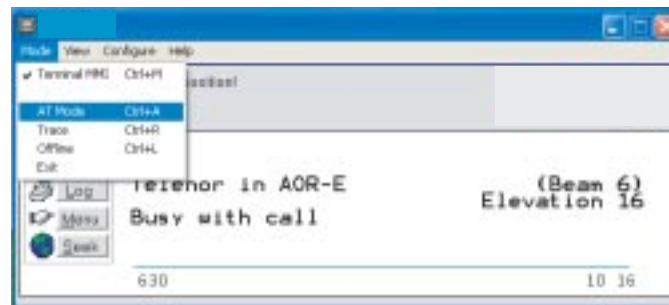 Mode View Configure Help
✓ Terminal MMI Ctrl+M
AT Mode Ctrl+A
Trace Ctrl+R
Offline Ctrl+L
Exit
Log
Menu
Seek
Telenor in AOR-E (Beam 6)
Elevation 16
Busy with call
630 10 16